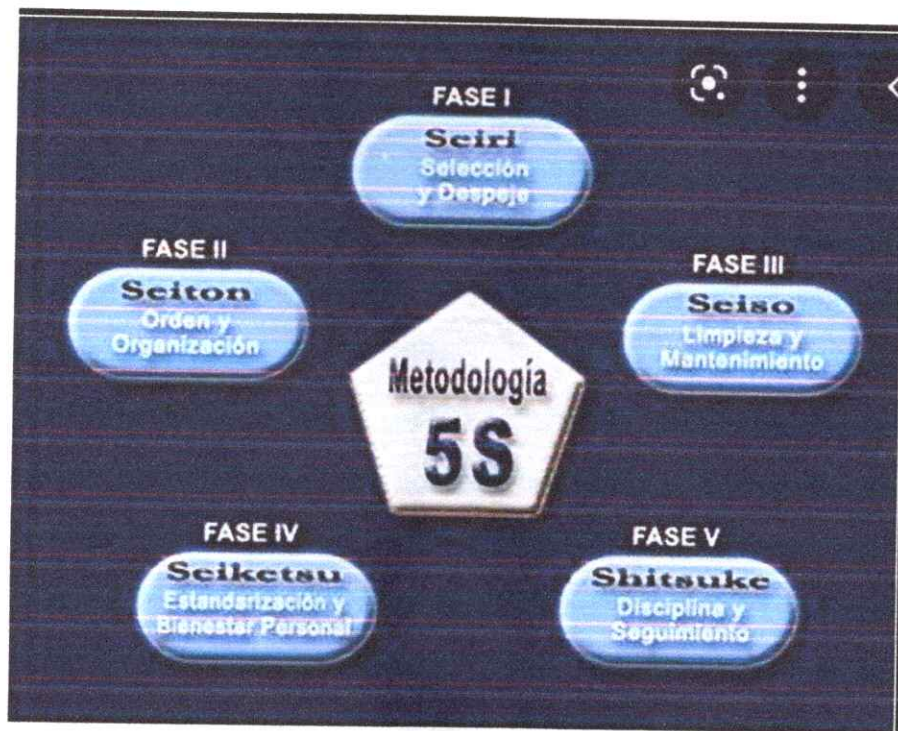 FASE I
Seiri
Selección
y Despeje
FASE II
Seiton
Orden y
Organización
FASE III
Seiso
Limpieza y
Mantenimiento
Metodología
5S
FASE IV
Seiketsu
Estandarización y
Bienestar Personal
FASE V
Shitsuke
Disciplina y
Seguimiento